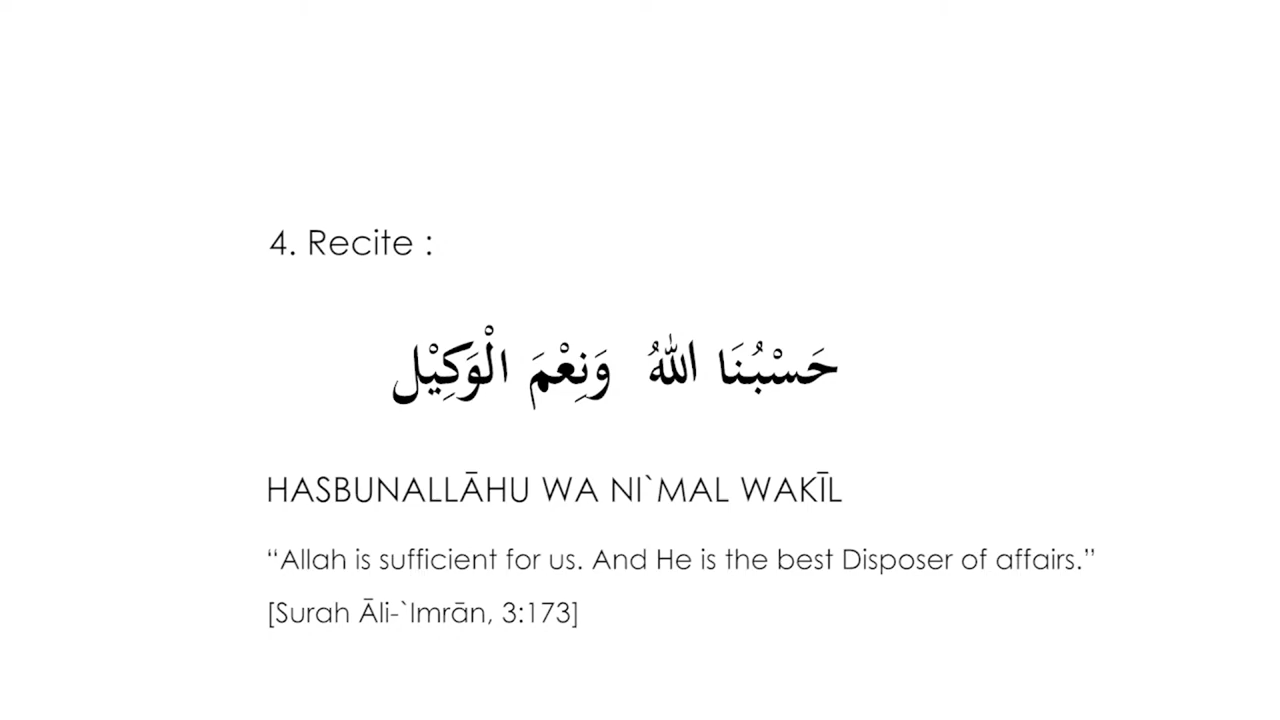 4. Recite :
حَسْبُنَا اللّٰهُ وَنِعْمَ الْوَكِيْل
HASBUNALLĀHU WA NI`MAL WAKĪL
“Allah is sufficient for us. And He is the best Disposer of affairs.”
[Surah Āli-`Imrān, 3:173]